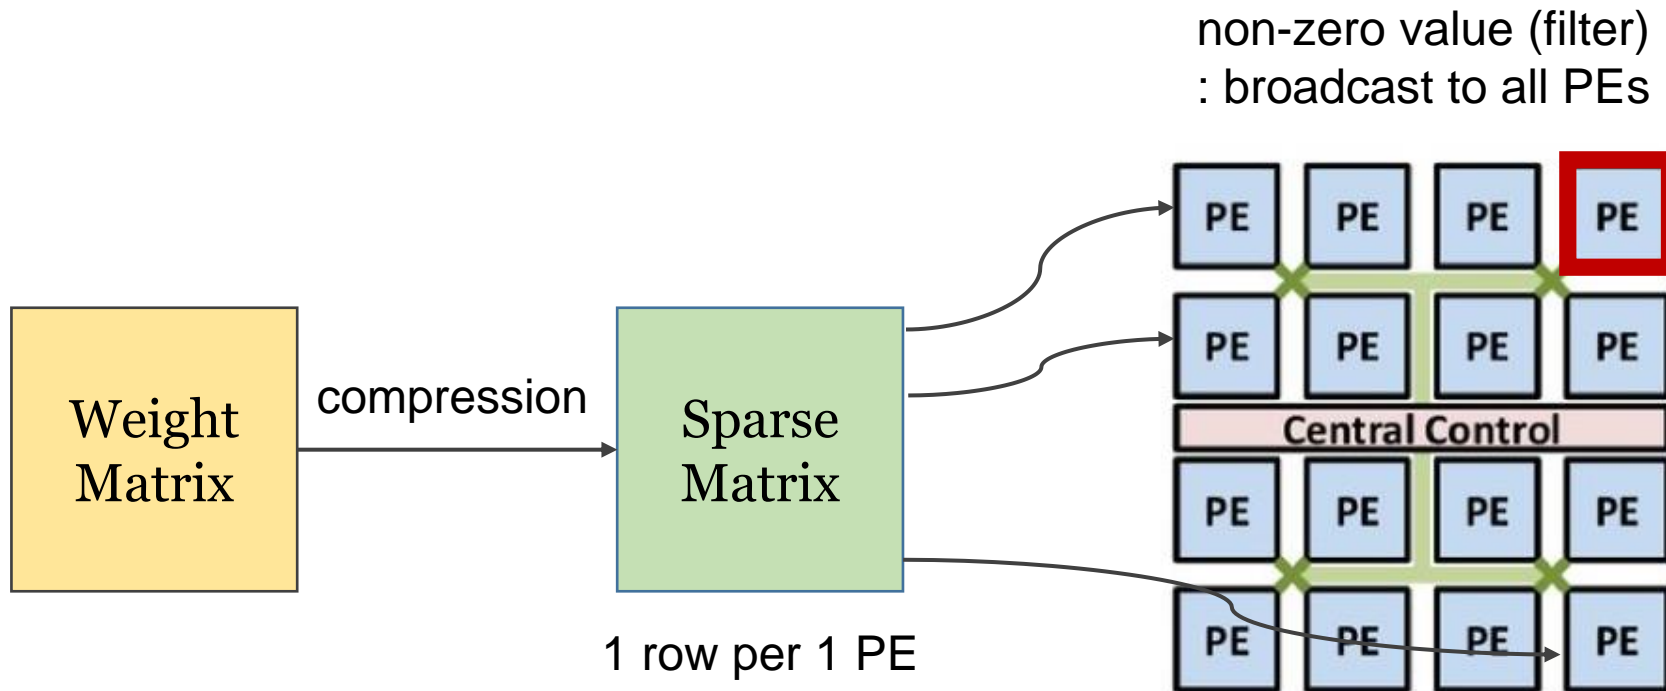 non-zero value (filter)
: broadcast to all PEs
PE PE PE PE
PE PE PE PE
Weight
Matrix
compression
Sparse
Matrix
Central Control
PE PE PE PE
1 row per 1 PE
PE PE PE PE